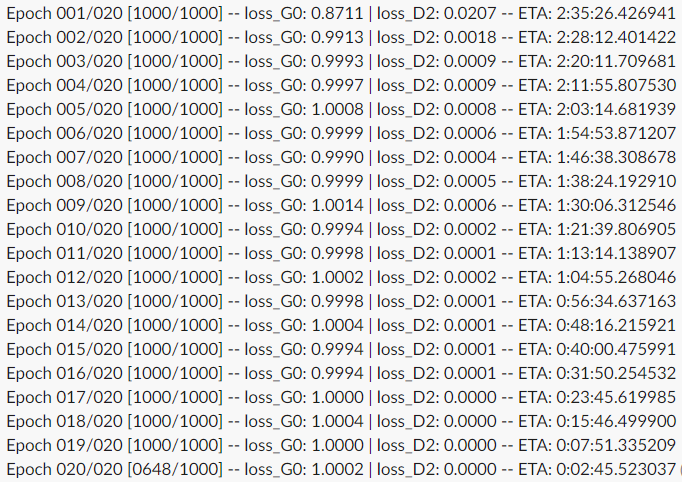 Epoch 001/020 [1000/1000] -- loss_G0: 0.8711 | loss_D2: 0.0207 -- ETA: 2:35:26.426941
Epoch 002/020 [1000/1000] -- loss_G0: 0.9913 | loss_D2: 0.0018 -- ETA: 2:28:12.401422
Epoch 003/020 [1000/1000] -- loss_G0: 0.9993 | loss_D2: 0.0009 -- ETA: 2:20:11.709681
Epoch 004/020 [1000/1000] -- loss_G0: 0.9997 | loss_D2: 0.0009 -- ETA: 2:11:55.807530
Epoch 005/020 [1000/1000] -- loss_G0: 1.0008 | loss_D2: 0.0008 -- ETA: 2:03:14.681939
Epoch 006/020 [1000/1000] -- loss_G0: 0.9999 | loss_D2: 0.0006 -- ETA: 1:54:53.871207
Epoch 007/020 [1000/1000] -- loss_G0: 0.9990 | loss_D2: 0.0004 -- ETA: 1:46:38.308678
Epoch 008/020 [1000/1000] -- loss_G0: 0.9999 | loss_D2: 0.0005 -- ETA: 1:38:24.192910
Epoch 009/020 [1000/1000] -- loss_G0: 1.0014 | loss_D2: 0.0006 -- ETA: 1:30:06.312546
Epoch 010/020 [1000/1000] -- loss_G0: 0.9994 | loss_D2: 0.0002 -- ETA: 1:21:39.806905
Epoch 011/020 [1000/1000] -- loss_G0: 0.9998 | loss_D2: 0.0001 -- ETA: 1:13:14.138907
Epoch 012/020 [1000/1000] -- loss_G0: 1.0002 | loss_D2: 0.0002 -- ETA: 1:04:55.268046
Epoch 013/020 [1000/1000] -- loss_G0: 0.9998 | loss_D2: 0.0001 -- ETA: 0:56:34.637163
Epoch 014/020 [1000/1000] -- loss_G0: 1.0004 | loss_D2: 0.0001 -- ETA: 0:48:16.215921
Epoch 015/020 [1000/1000] -- loss_G0: 0.9994 | loss_D2: 0.0001 -- ETA: 0:40:00.475991
Epoch 016/020 [1000/1000] -- loss_G0: 0.9994 | loss_D2: 0.0001 -- ETA: 0:31:50.254532
Epoch 017/020 [1000/1000] -- loss_G0: 1.0000 | loss_D2: 0.0000 -- ETA: 0:23:45.619985
Epoch 018/020 [1000/1000] -- loss_G0: 1.0004 | loss_D2: 0.0000 -- ETA: 0:15:46.499900
Epoch 019/020 [1000/1000] -- loss_G0: 1.0000 | loss_D2: 0.0000 -- ETA: 0:07:51.335209
Epoch 020/020 [0648/1000] -- loss_G0: 1.0002 | loss_D2: 0.0000 -- ETA: 0:02:45.523037